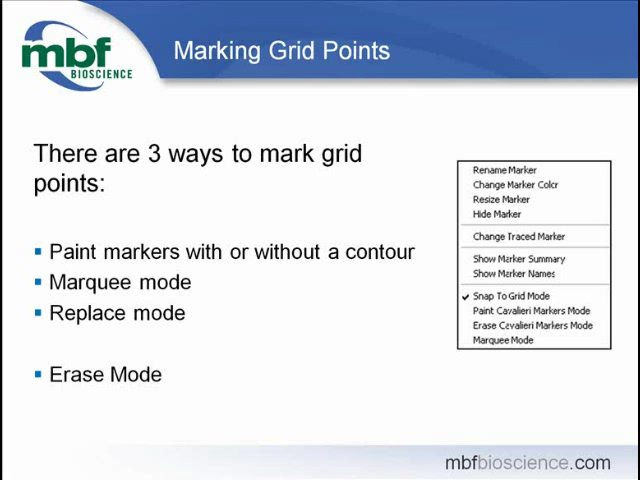 mbf
BIOSCIENCE
Marking Grid Points
There are 3 ways to mark grid
points:
Paint markers with or without a contour
Marquee mode
Replace mode
Erase Mode
Rename Marker
Change Marker Color
Resize Marker
Hide Marker
Change Traced Marker
Show Marker Summary
Show Marker Names
Snap To Grid Mode
Paint Cavalieri Markers Mode
Erase Cavalieri Markers Mode
Marquee Mode
mbfbioscience.com